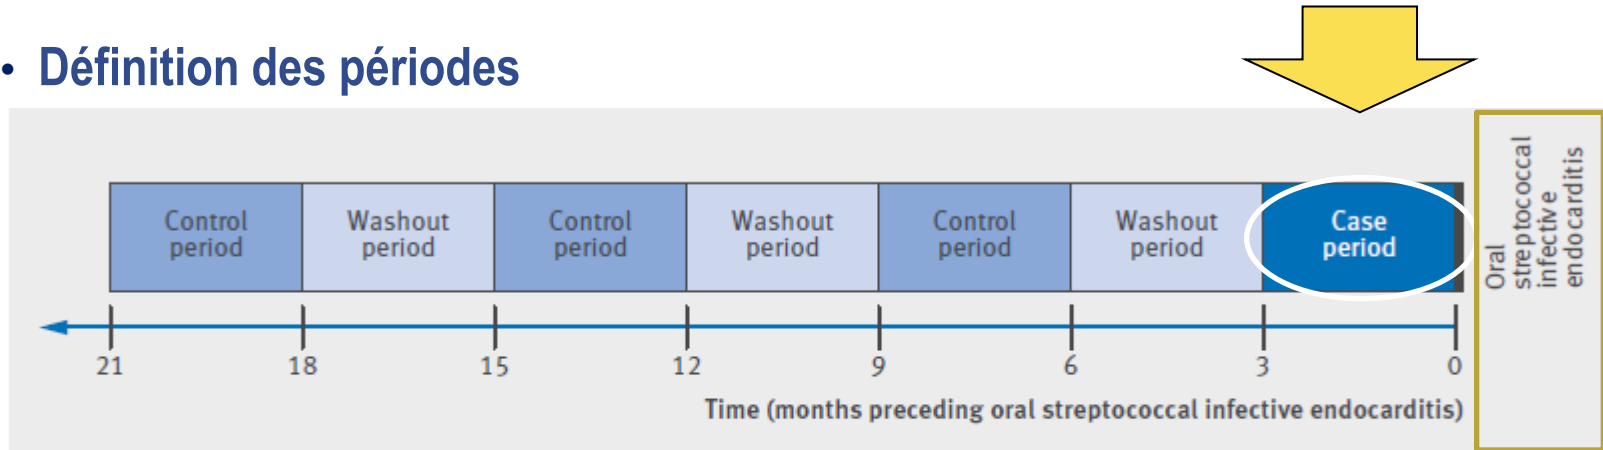 • Définition des périodes
Control
period
Washout
period
Control
period
Washout
period
Control
period
Washout
period
Case
period
Oral
streptococcal
infective
endocarditis
21 18 15 12 9 6 3 0
Time (months preceding oral streptococcal infective endocarditis)